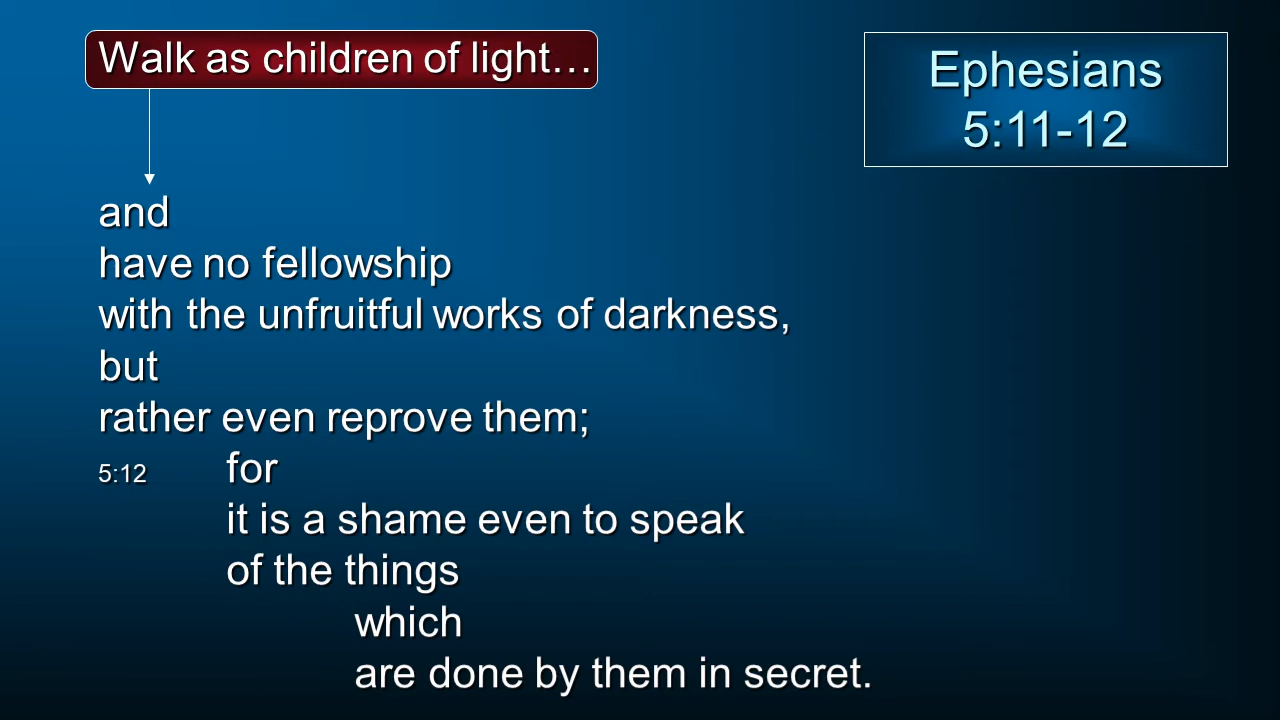 Walk as children of light…
Ephesians
5:11-12
and
have no fellowship
with the unfruitful works of darkness,
but
rather even reprove them;
5:12 for
it is a shame even to speak
of the things
which
are done by them in secret.